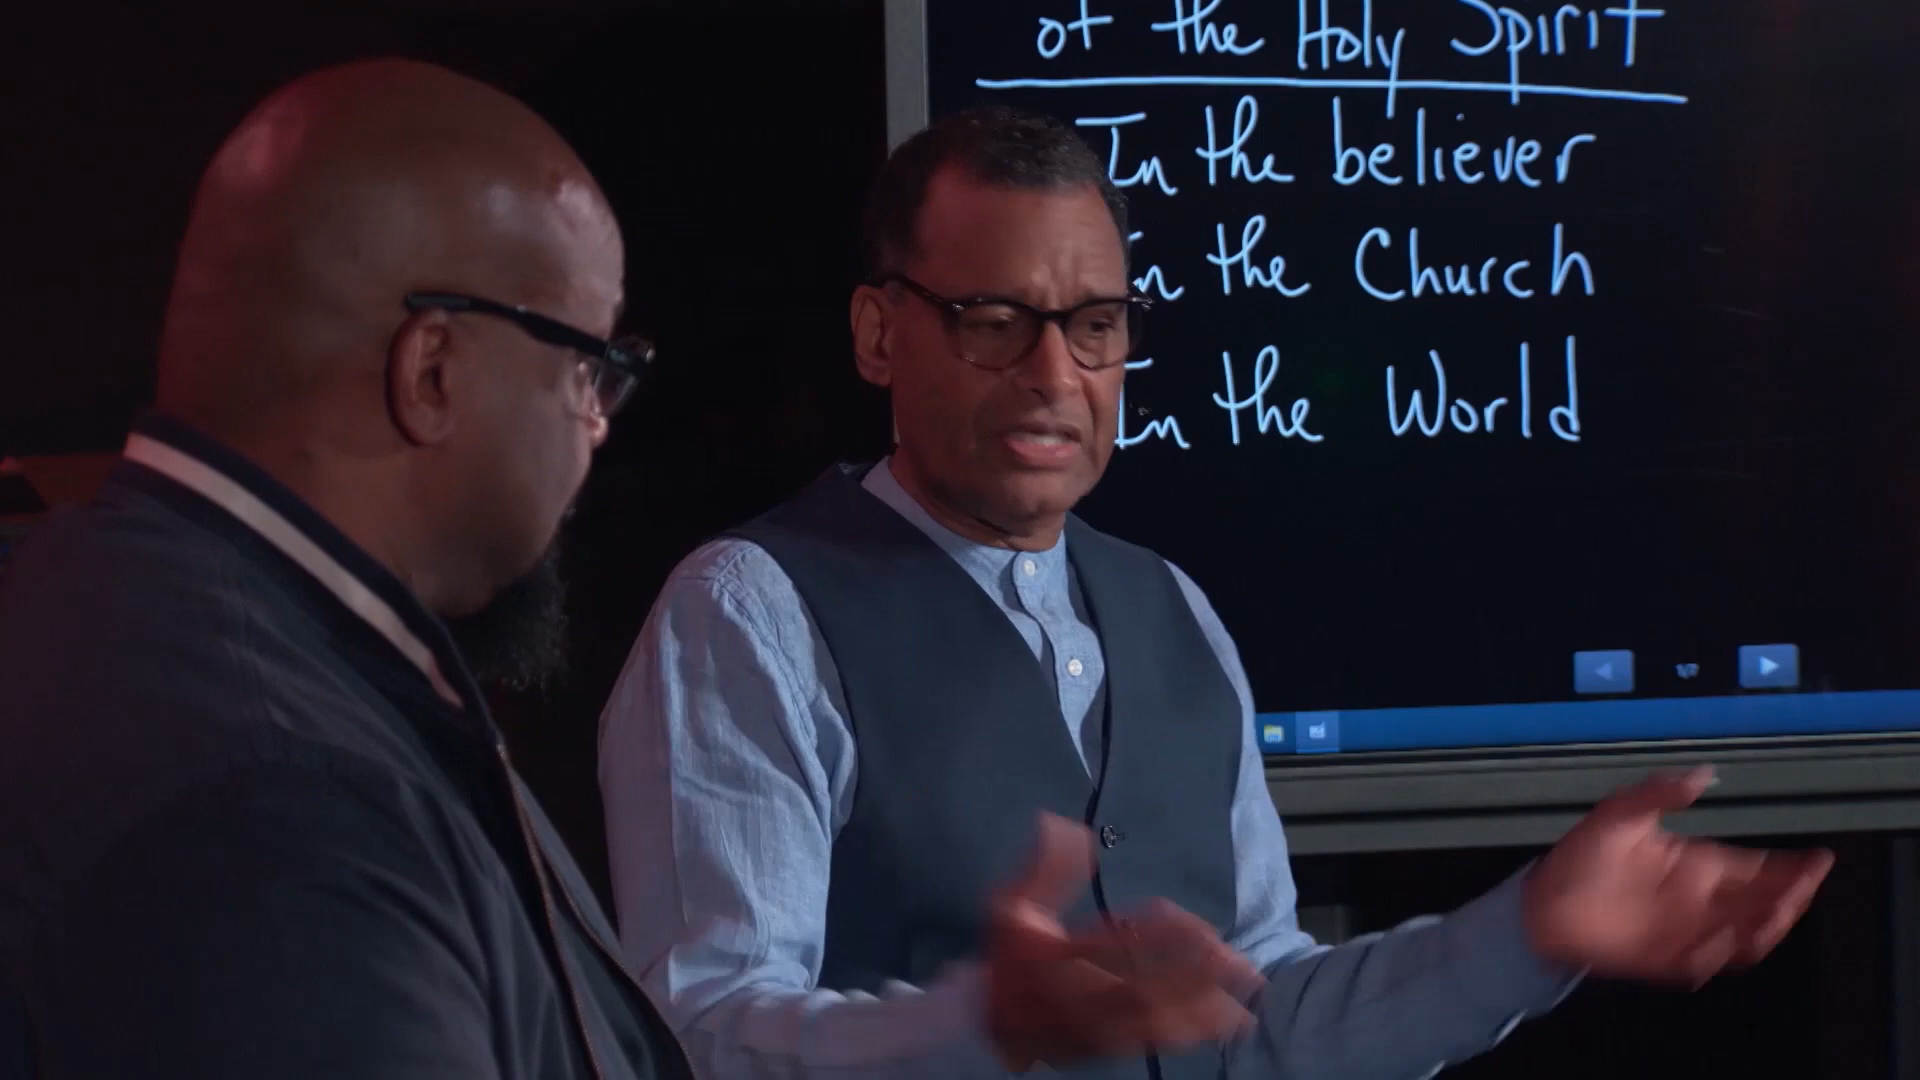 of the Holy Spirit
In the believer
In the Church
In the World